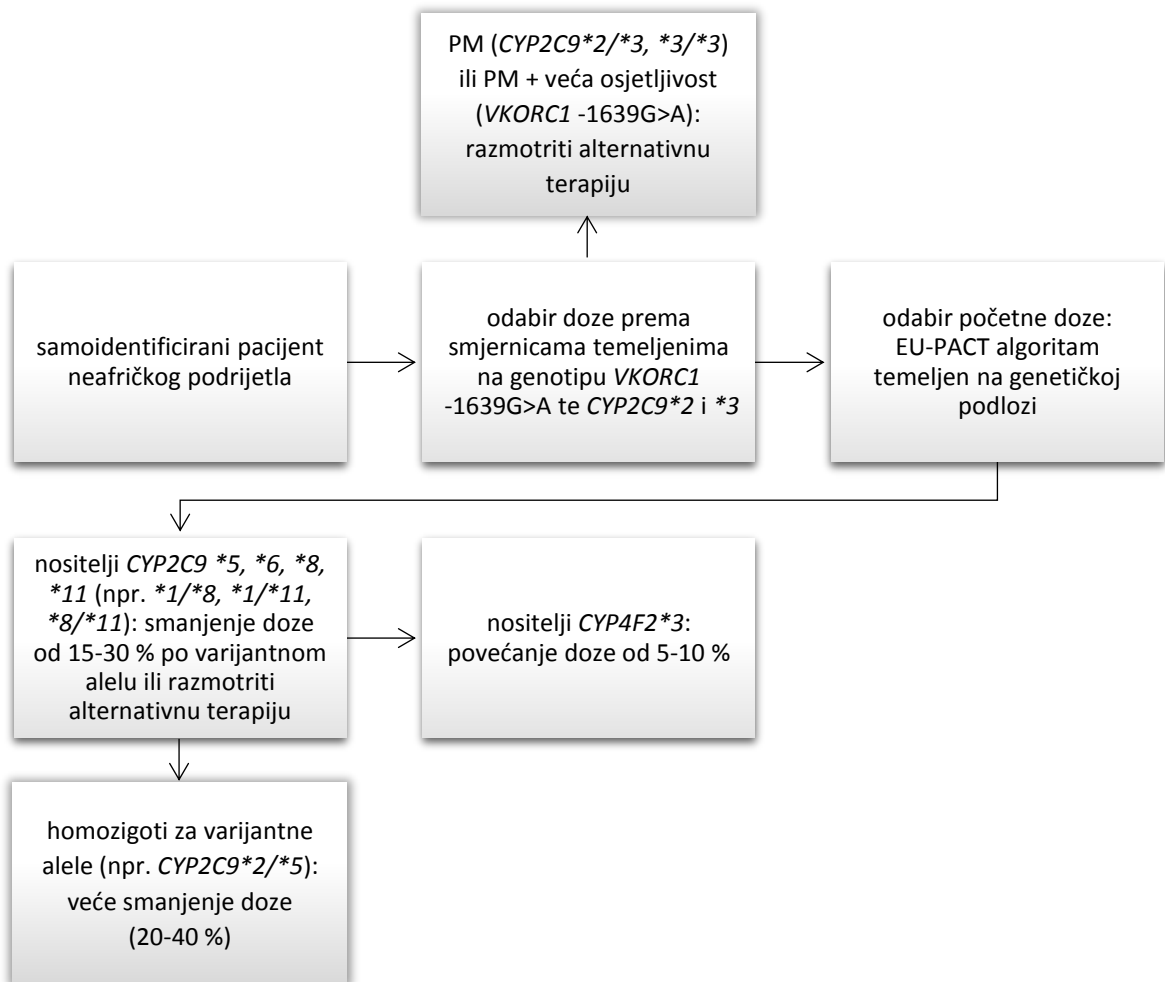 PM (CYP2C9*2/*3, *3/*3)
ili PM + veća osjetljivost
(VKORC1 -1639G>A):
razmotriti alternativnu
terapiju
samoidentificirani pacijent
neafričkog podrijetla
odabir doze prema
smjernicama temeljenima
na genotipu VKORC1
-1639G>A te CYP2C9*2 i *3
odabir početne doze:
EU-PACT algoritam
temeljen na genetičkoj
podlozi
nositelji CYP2C9 *5, *6, *8,
*11 (npr. *1/*8, *1/*11,
*8/*11): smanjenje doze
od 15-30 % po varijantnom
alelu ili razmotriti
alternativnu terapiju
nositelji CYP4F2*3:
povećanje doze od 5-10 %
homozigoti za varijantne
alele (npr. CYP2C9*2/*5):
veće smanjenje doze
(20-40 %)